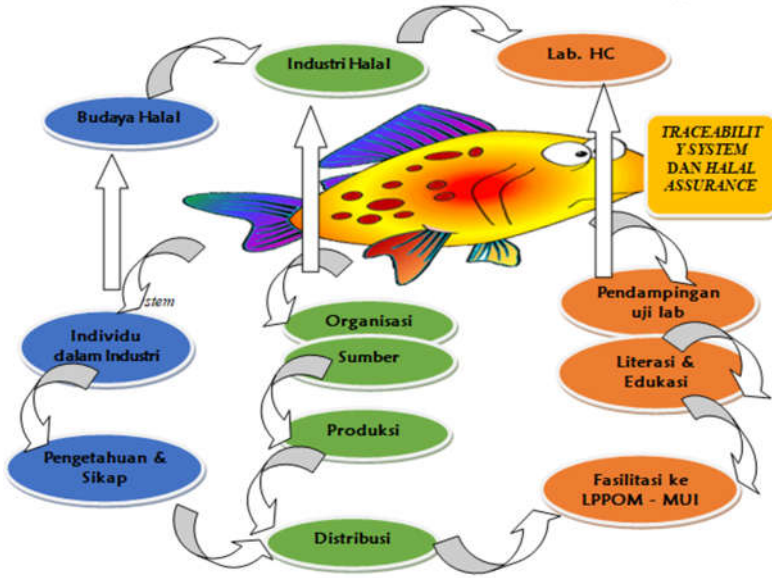 Industri Halal
Lab. HC
Budaya Halal
TRACEABILIT
Y SYSTEM
DAN HALAL
ASSURANCE
stem
Individu
dalam Industri
Pengetahuan &
Sikap
Organisasi
Sumber
Produksi
Distribusi
Pendampingan
uji lab
Literasi &
Edukasi
Fasilitasi ke
LPPOM - MUI